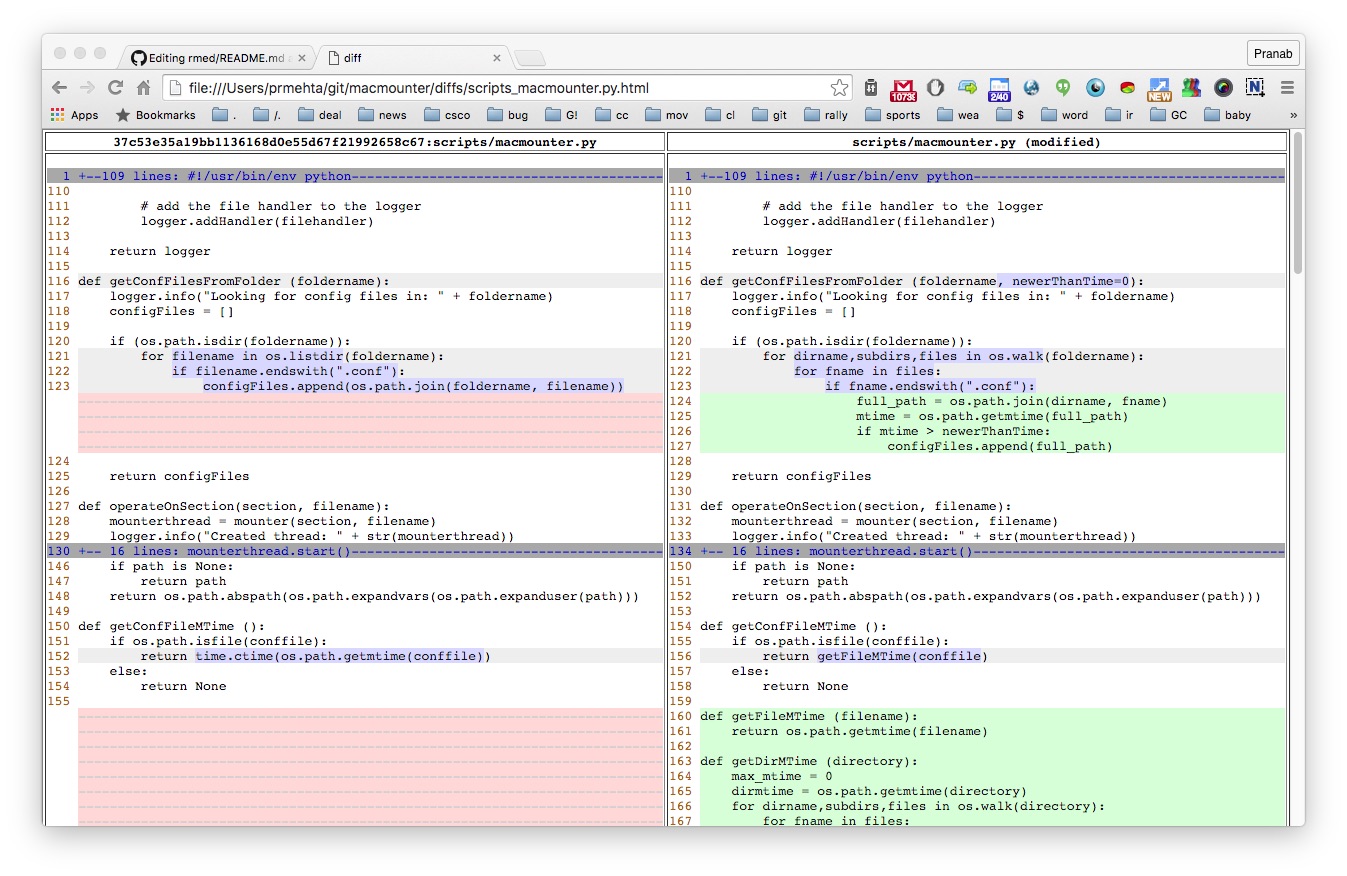 Editing rmed/README.md
diff
Pranab
file:///Users/prmehta/git/macmounter/diffs/scripts_macmounter.py.html
1073
2/40
NEW
N
Apps
Bookmarks
.
/.
deal
news
csco
bug
G!
cc
mov
cl
git
rally
sports
wea
$
word
ir
GC
baby
»
37c53e35a19bb1136168d0e55d67f21992658c67:scripts/macmounter.py
1 +--109 lines: #!/usr/bin/env python--------------------------------------
110
111         # add the file handler to the logger
112         logger.addHandler(filehandler)
113
114     return logger
115
116 def getConfFilesFromFolder (foldername):
117     logger.info("Looking for config files in: " + foldername)
118     configFiles = []
119
120     if (os.path.isdir(foldername)):
121         for filename in os.listdir(foldername):
122             if filename.endswith(".conf"):
123                 configFiles.append(os.path.join(foldername, filename))
124
125     return configFiles
126
127 def operateOnSection(section, filename):
128     mounterthread = mounter(section, filename)
129     logger.info("Created thread: " + str(mounterthread))
130 +-- 16 lines: mounterthread.start()--------------------------------------
146     if path is None:
147         return path
148     return os.path.abspath(os.path.expandvars(os.path.expanduser(path)))
149
150 def getConfFileMTime ():
151     if os.path.isfile(conffile):
152         return time.ctime(os.path.getmtime(conffile))
153     else:
154         return None
155
scripts/macmounter.py (modified)
1 +--109 lines: #!/usr/bin/env python--------------------------------------
110
111         # add the file handler to the logger
112         logger.addHandler(filehandler)
113
114     return logger
115
116 def getConfFilesFromFolder (foldername, newerThanTime=0):
117     logger.info("Looking for config files in: " + foldername)
118     configFiles = []
119
120     if (os.path.isdir(foldername)):
121         for dirname,subdirs,files in os.walk(foldername):
122             for fname in files:
123                 if fname.endswith(".conf"):
124                     full_path = os.path.join(dirname, fname)
125                     mtime = os.path.getmtime(full_path)
126                     if mtime > newerThanTime:
127                         configFiles.append(full_path)
128
129     return configFiles
130
131 def operateOnSection(section, filename):
132     mounterthread = mounter(section, filename)
133     logger.info("Created thread: " + str(mounterthread))
134 +-- 16 lines: mounterthread.start()--------------------------------------
150     if path is None:
151         return path
152     return os.path.abspath(os.path.expandvars(os.path.expanduser(path)))
153
154 def getConfFileMTime ():
155     if os.path.isfile(conffile):
156         return getFileMTime(conffile)
157     else:
158         return None
159
160 def getFileMTime (filename):
161     return os.path.getmtime(filename)
162
163 def getDirMTime (directory):
164     max_mtime = 0
165     dirmtime = os.path.getmtime(directory)
166     for dirname,subdirs,files in os.walk(directory):
167         for fname in files: